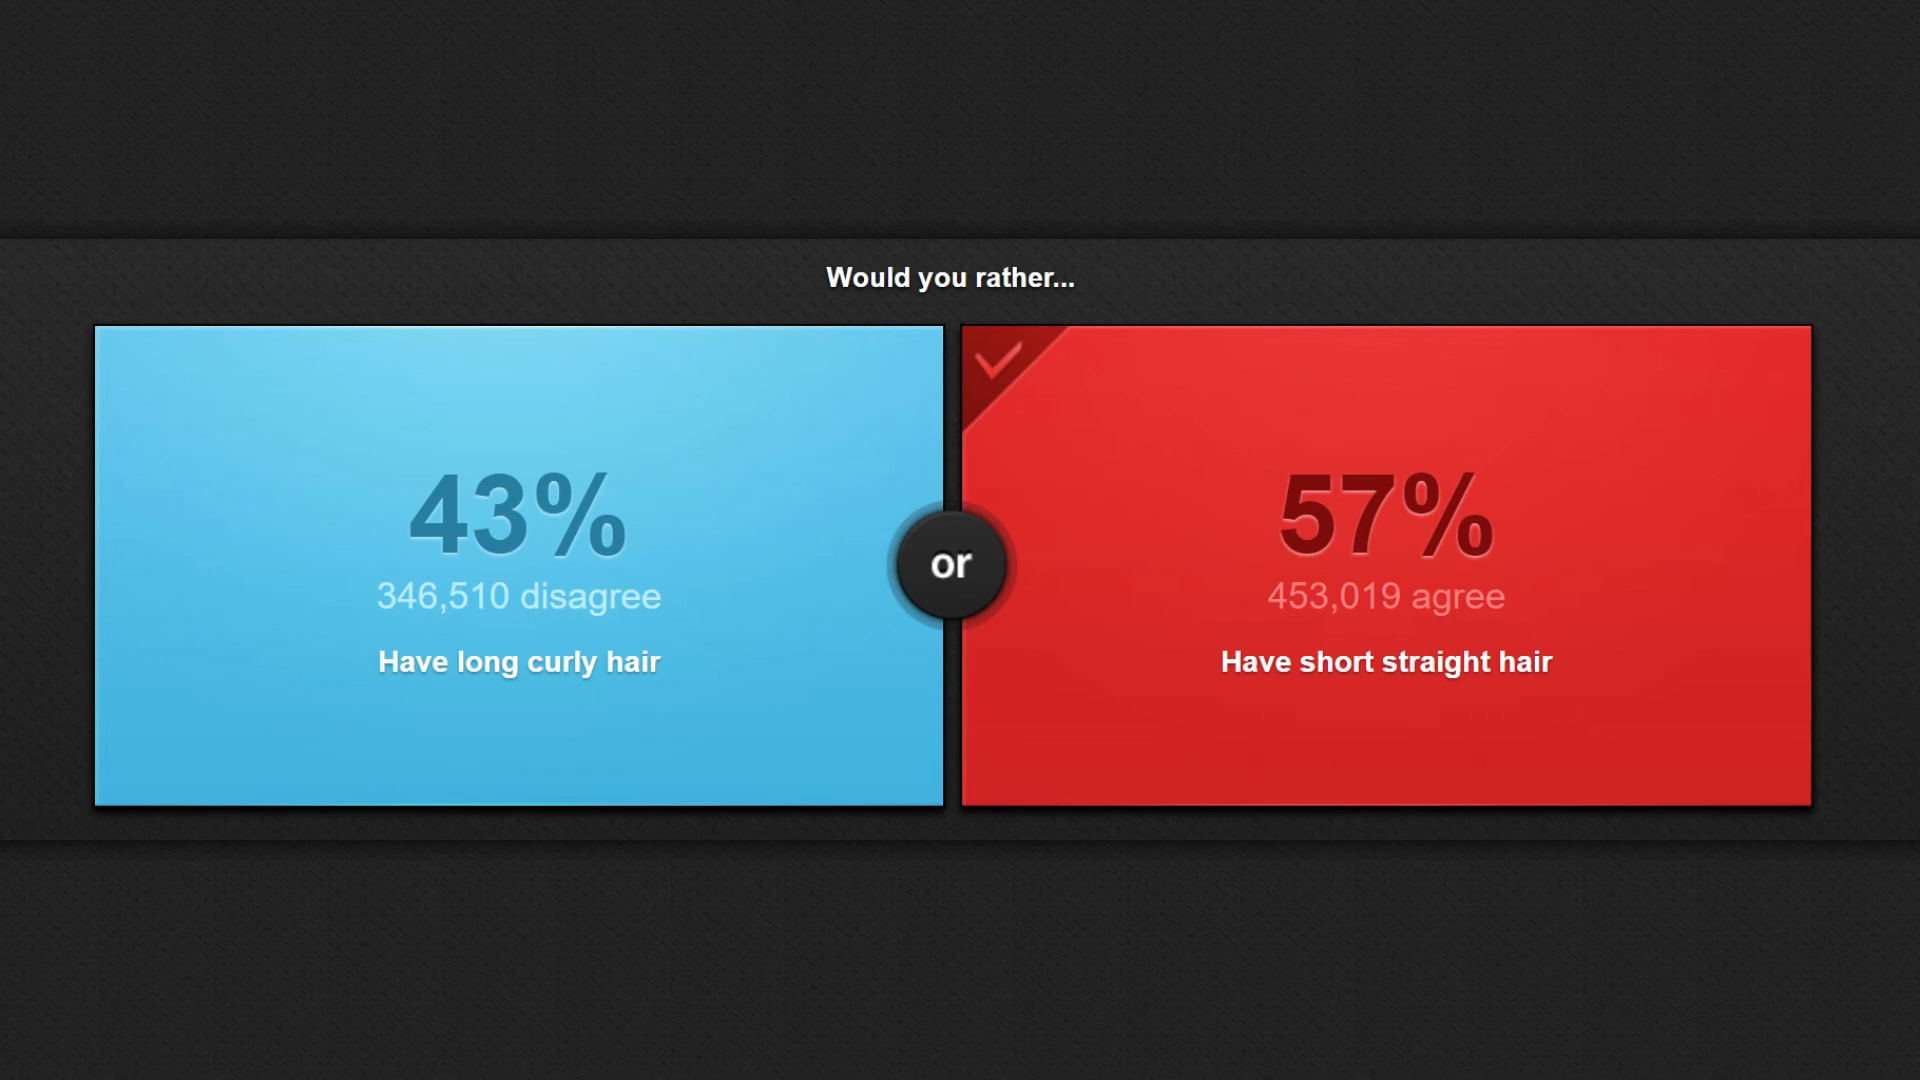 Would you rather...
43%
346,510 disagree
Have long curly hair
or
57%
453,019 agree
Have short straight hair